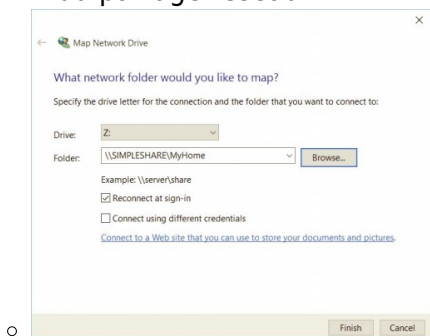 Map Network Drive
What network folder would you like to map?
Specify the drive letter for the connection and the folder that you want to connect to:
Drive: Z:
Folder: \\SIMPLESHARE\MyHome Browse...
Example: \\server\share
Reconnect at sign-in
Connect using different credentials
Connect to a Web site that you can use to store your documents and pictures.
Finish Cancel